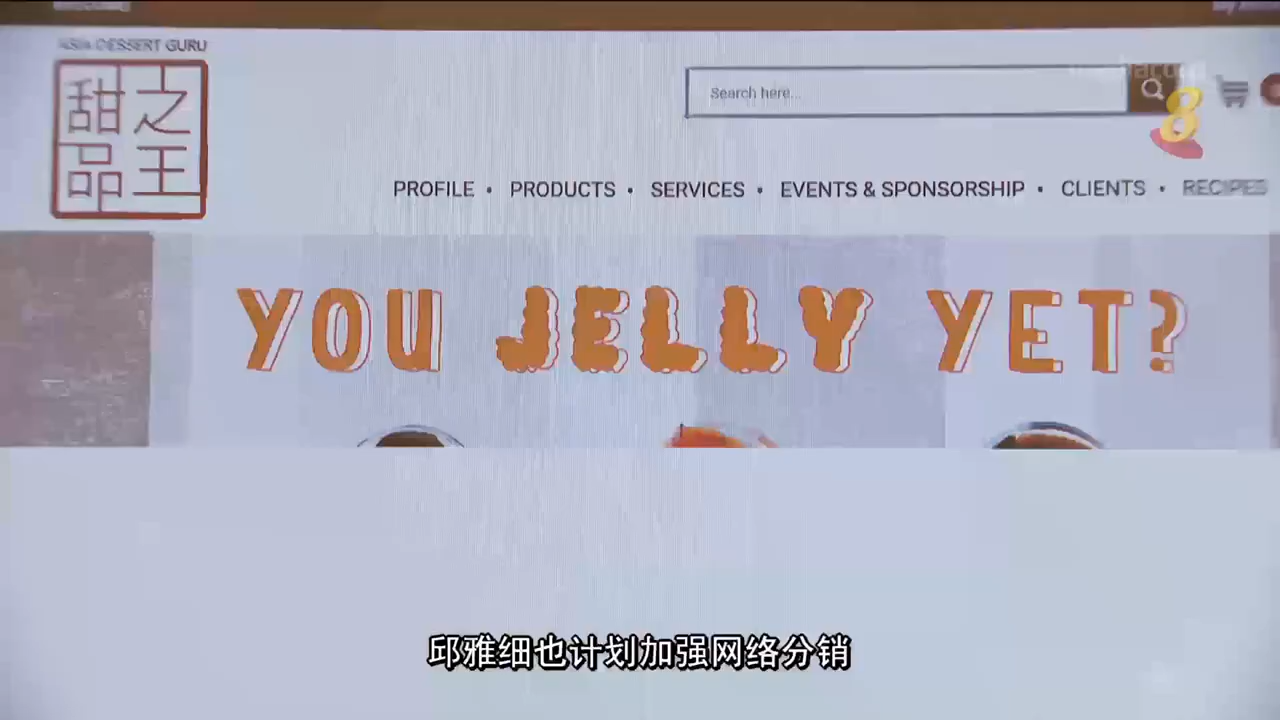 ASIA DESSERT GURU
甜之
品王
Search here...
8
PROFILE • PRODUCTS • SERVICES • EVENTS & SPONSORSHIP • CLIENTS • RECIPES
YOU JELLY YET?
邱雅细也计划加强网络分销